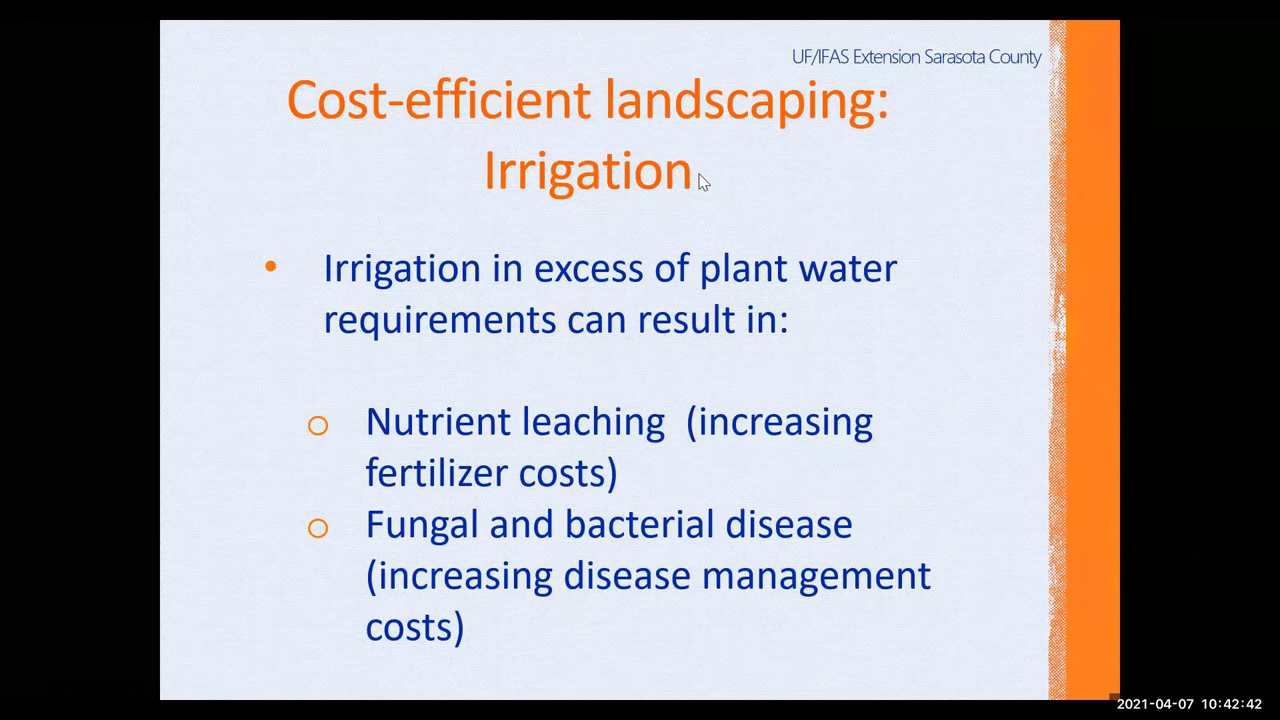 UF/IFAS Extension Sarasota County
Cost-efficient landscaping:
Irrigation
• Irrigation in excess of plant water
requirements can result in:
o Nutrient leaching  (increasing
fertilizer costs)
o Fungal and bacterial disease
(increasing disease management
costs)
2021-04-07 10:42:42